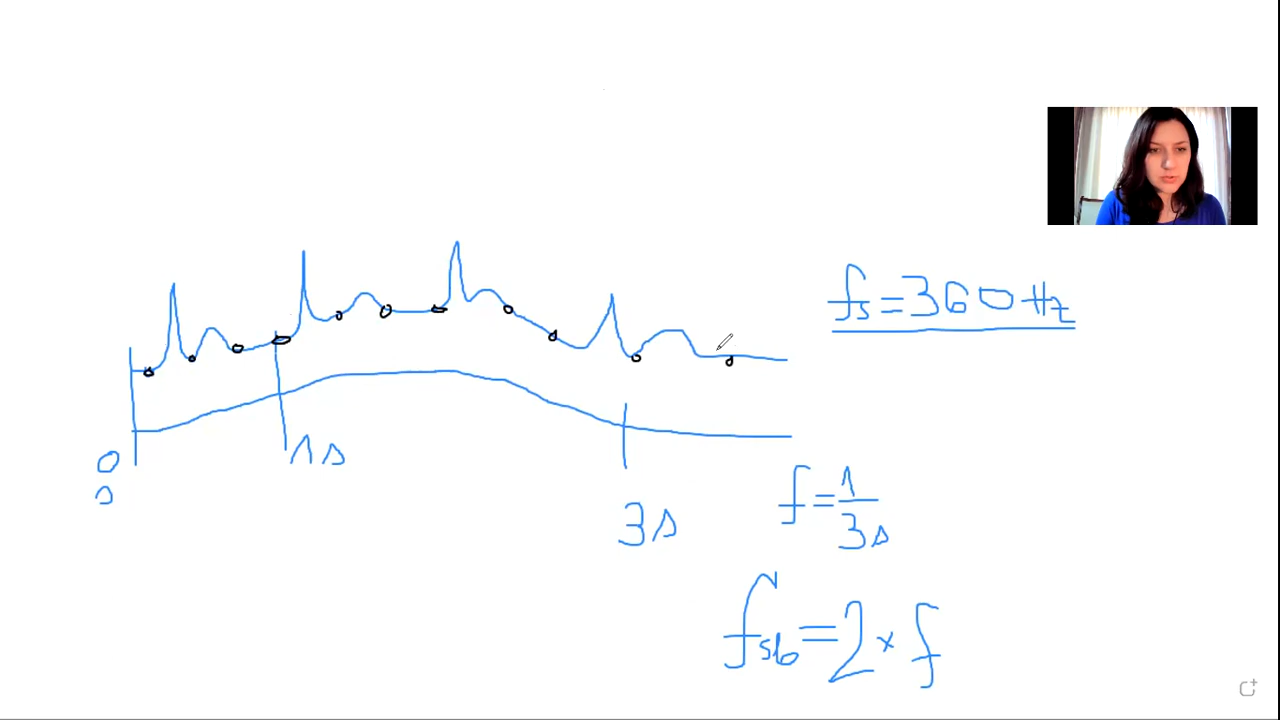 fs = 360 Hz
0 1s
s
3s
f = 1/3s
fsb = 2 × f